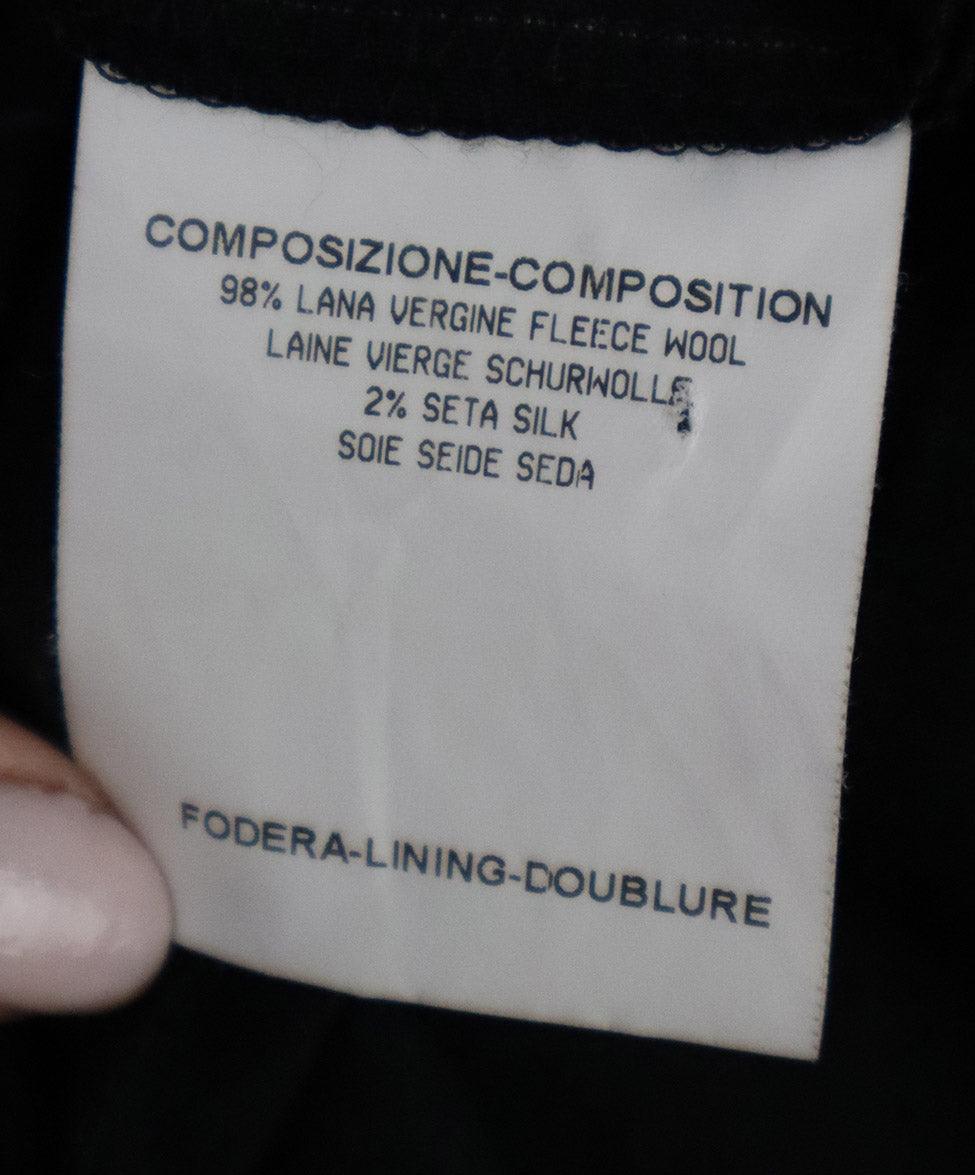 COMPOSIZIONE-COMPOSITION
98% LANA VERGINE FLEECE WOOL
LAINE VIERGE SCHURWOLLE
2% SETA SILK
SOIE SEIDE SEDA
FODERA-LINING-DOUBLURE